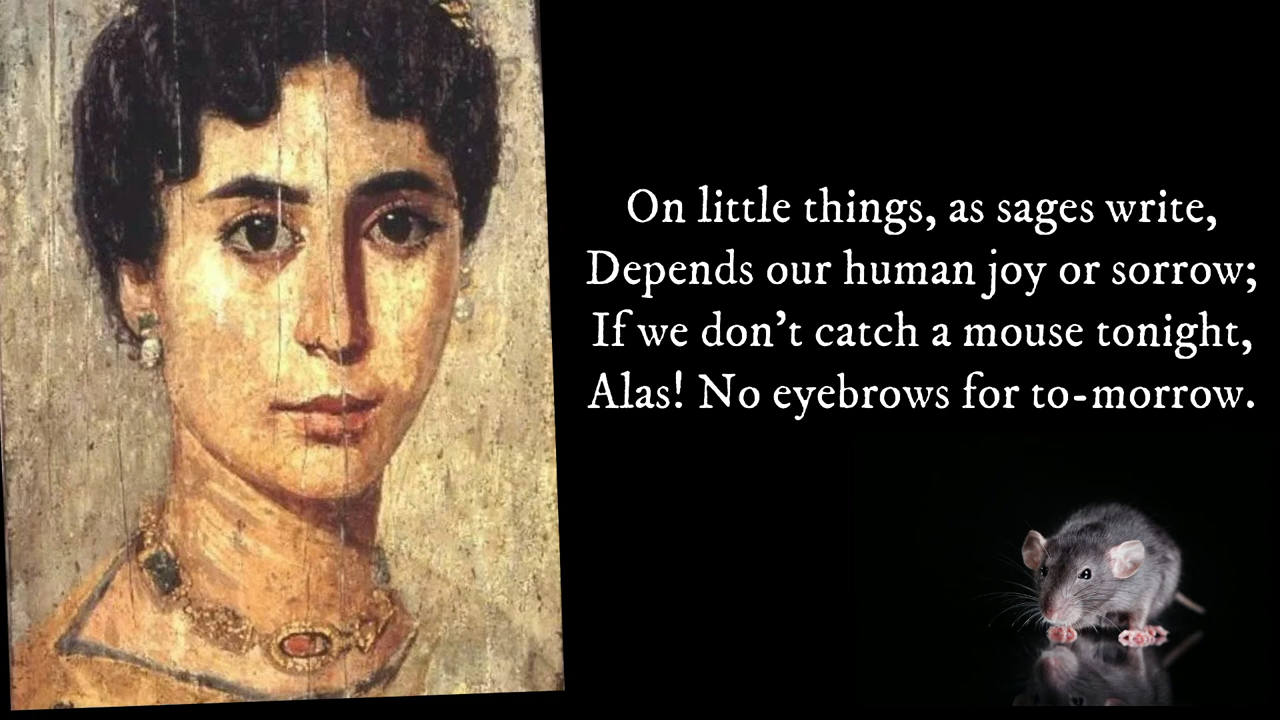 On little things, as sages write,
Depends our human joy or sorrow;
If we don't catch a mouse tonight,
Alas! No eyebrows for to-morrow.